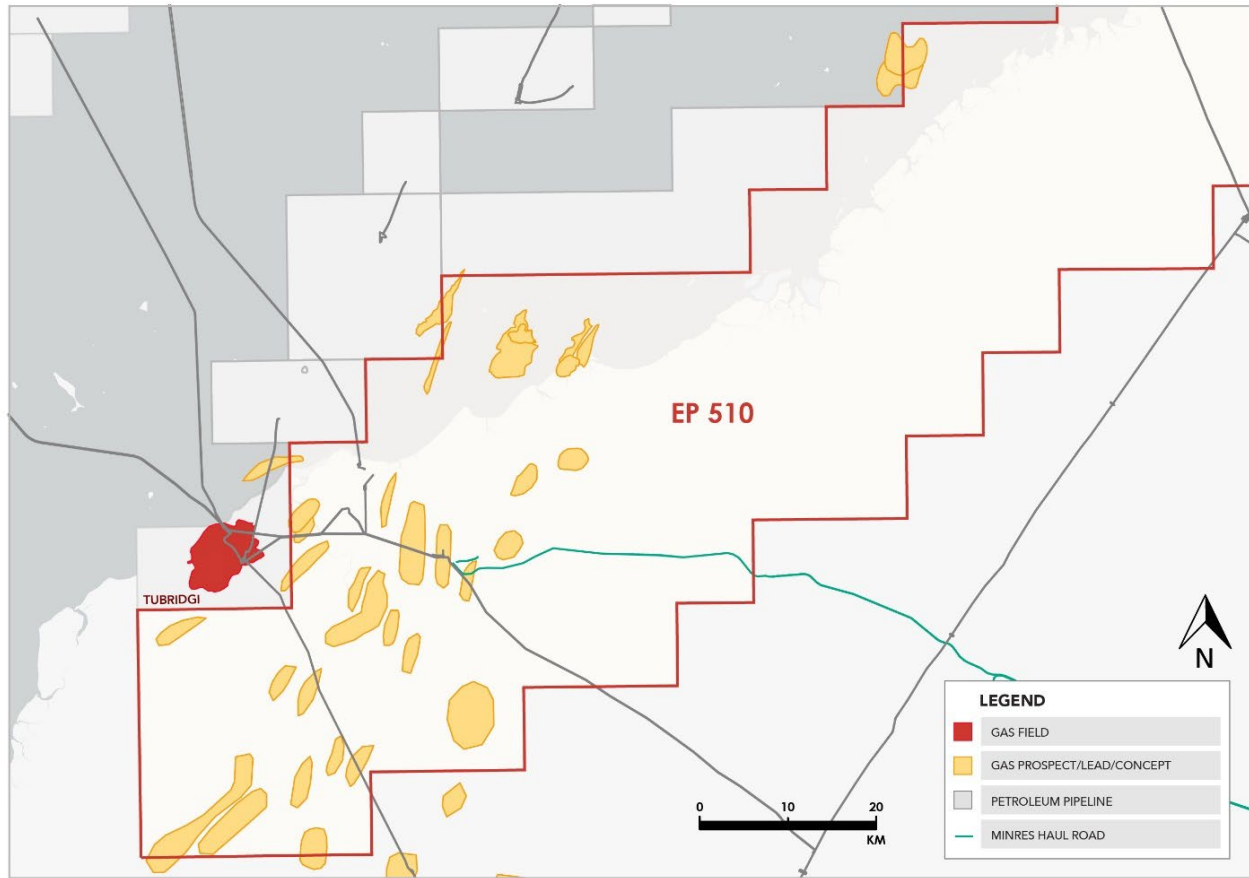 EP 510
TUBRIDGI
N
LEGEND
GAS FIELD
GAS PROSPECT/LEAD/CONCEPT
PETROLEUM PIPELINE
MINRES HAUL ROAD
0 10 20
KM